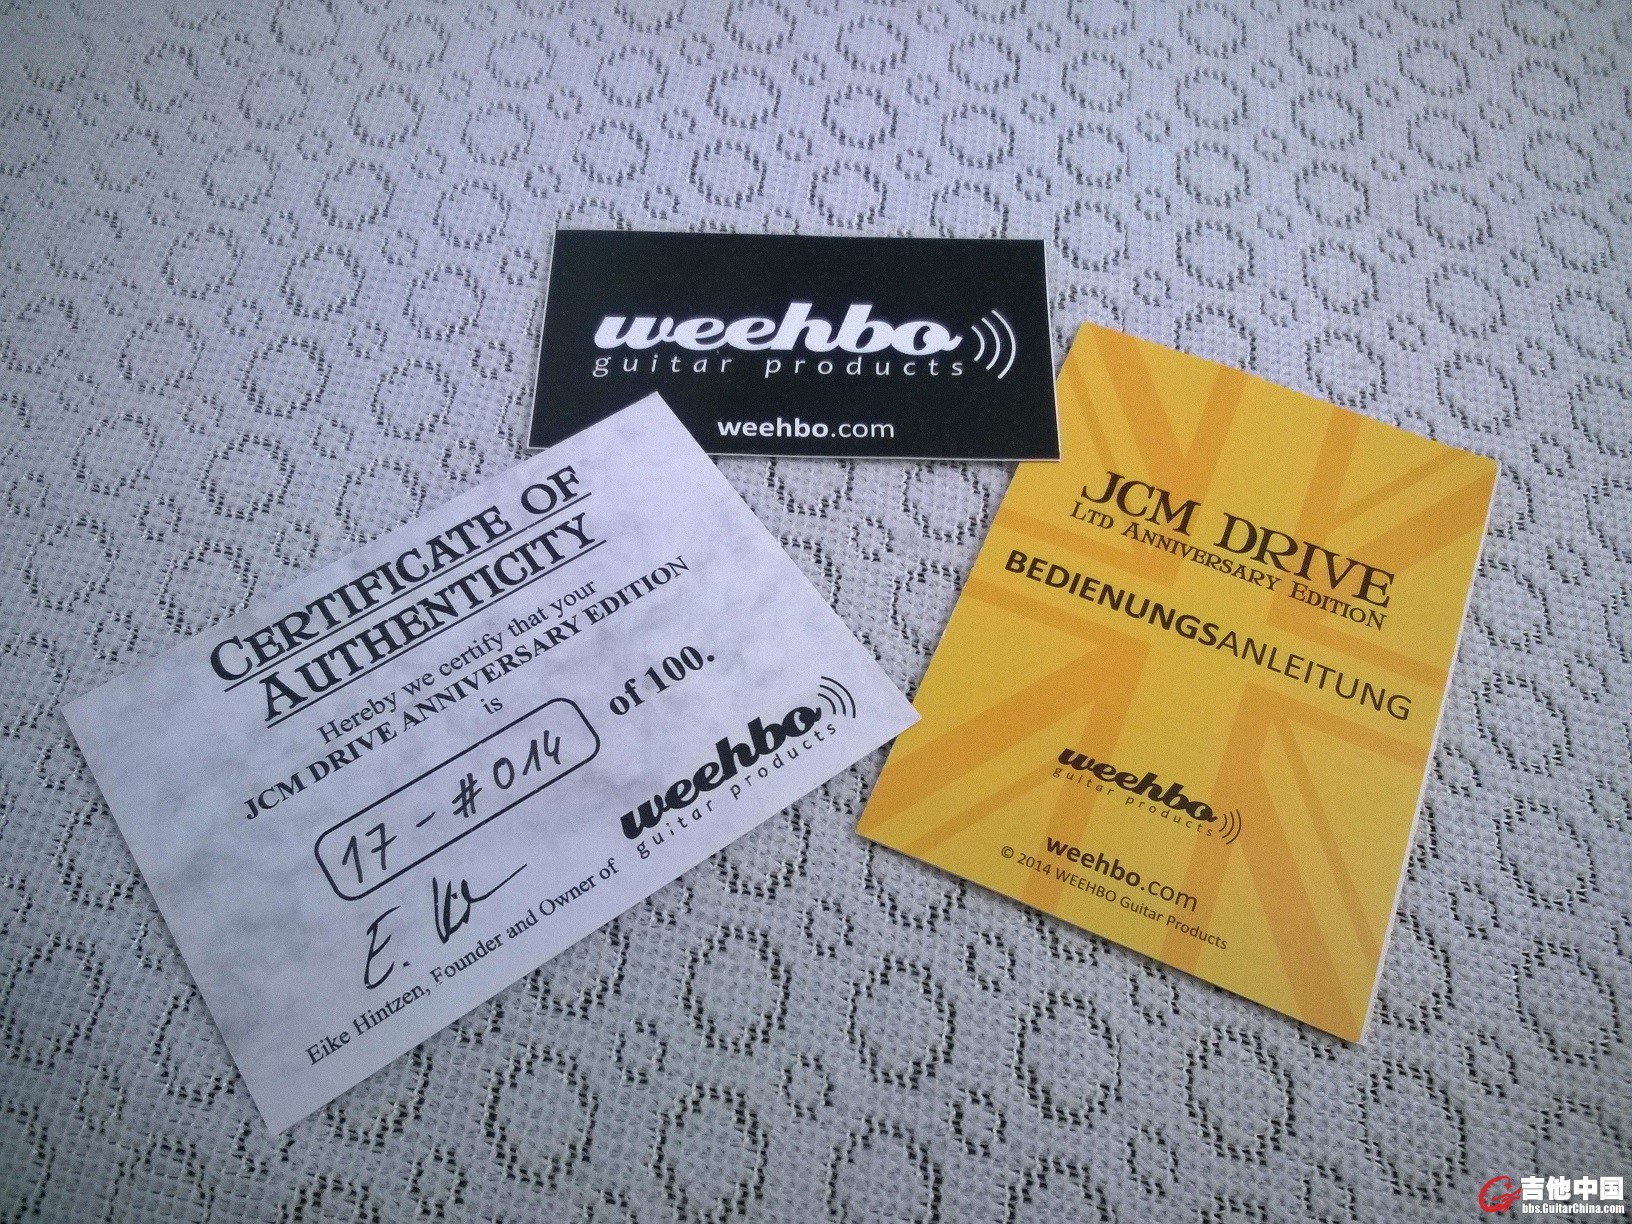 weehbo
guitar products
weehbo.com
CERTIFICATE OF
AUTHENTICITY
Hereby we certify that your
JCM DRIVE ANNIVERSARY EDITION
is
17 - #014 of 100.
E.
Eike Hintzen, Founder and Owner of
weehbo
guitar products
JCM DRIVE
LTD ANNIVERSARY EDITION
BEDIENUNGSANLEITUNG
weehbo
guitar products
weehbo.com
© 2014 WEEHBO Guitar Products
吉他中国
bbs.GuitarChina.com